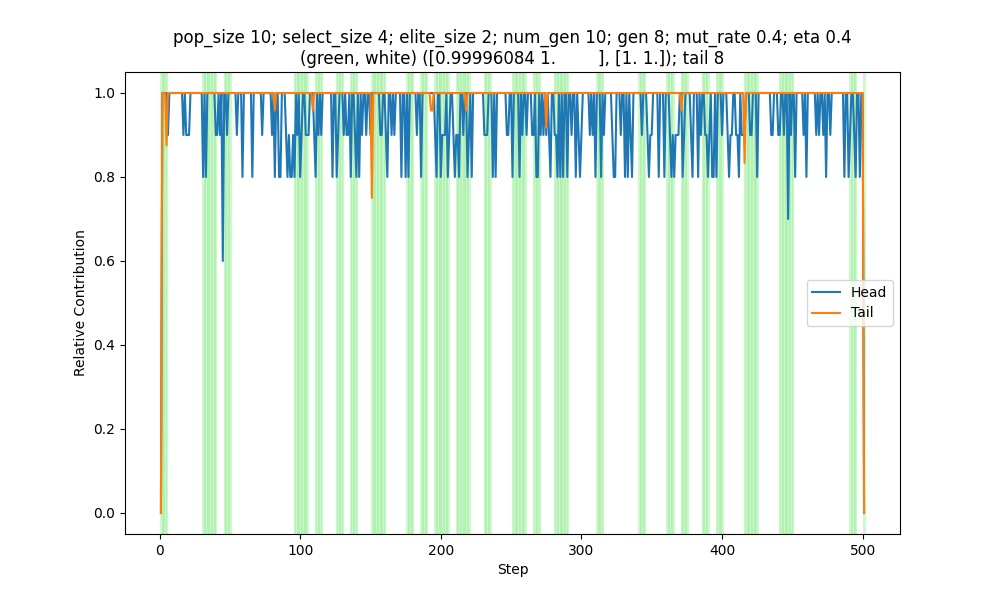 pop_size 10; select_size 4; elite_size 2; num_gen 10; gen 8; mut_rate 0.4; eta 0.4
(green, white) ([0.99996084 1.        ], [1. 1.]); tail 8
1.0
0.8
0.6
0.4
0.2
0.0
Relative Contribution
Head
Tail
0
100
200
300
400
500
Step